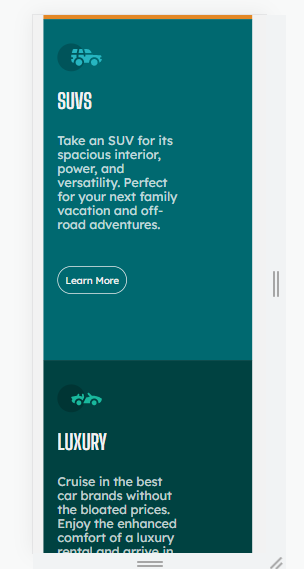 SUVS
Take an SUV for its
spacious interior,
power, and
versatility. Perfect
for your next family
vacation and off-
road adventures.
Learn More
LUXURY
Cruise in the best
car brands without
the bloated prices.
Enjoy the enhanced
comfort of a luxury
rental and arrive in